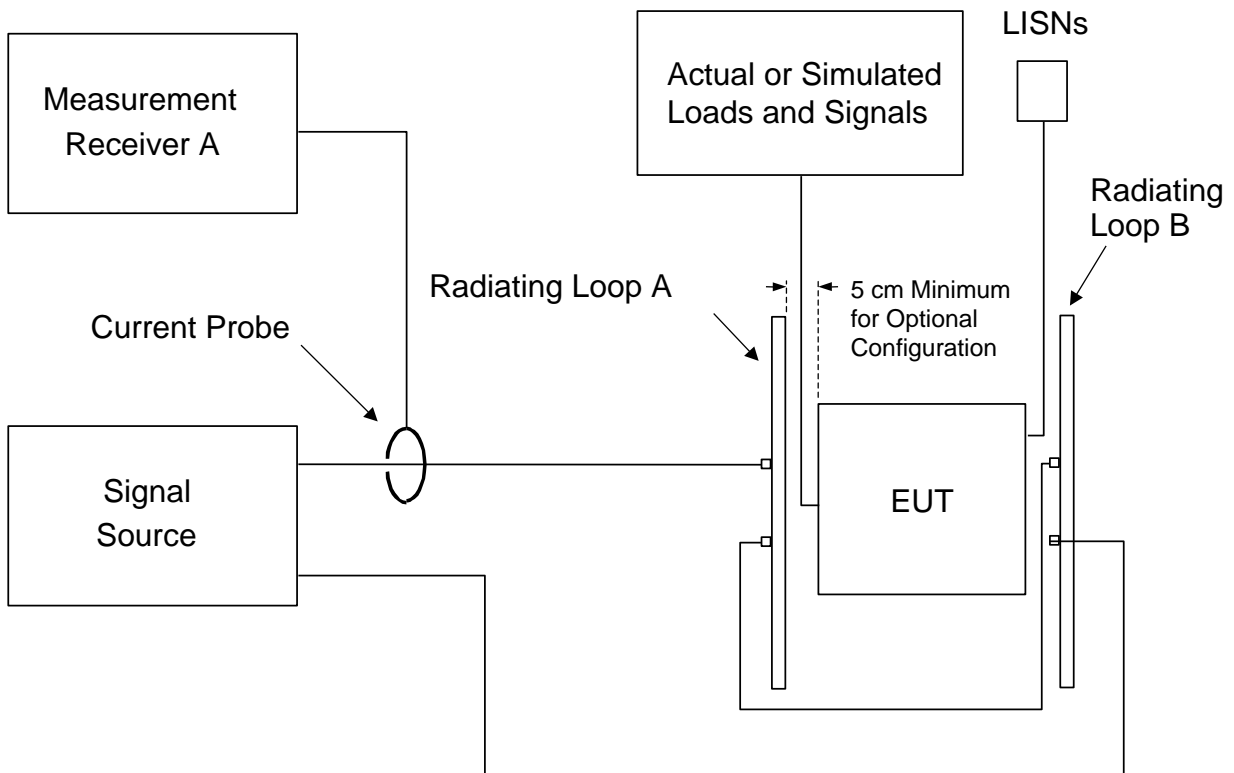 LISNs
Measurement
Receiver A
Actual or Simulated
Loads and Signals
Radiating
Loop B
Radiating Loop A
5 cm Minimum
for Optional
Configuration
Current Probe
Signal
Source
EUT